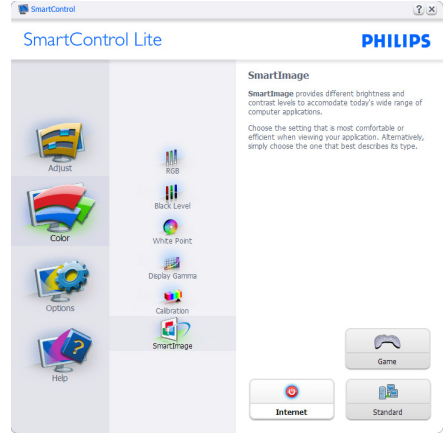 SmartControl
SmartControl Lite
PHILIPS
Adjust
Color
Options
Help
RGB
Black Level
White Point
Display Gamma
Calibration
SmartImage
SmartImage
SmartImage provides different brightness and
contrast levels to accomodate today's wide range of
computer applications.
Choose the setting that is most comfortable or
efficient when viewing your application. Alternatively,
simply choose the one that best describes its type.
Game
Internet
Standard